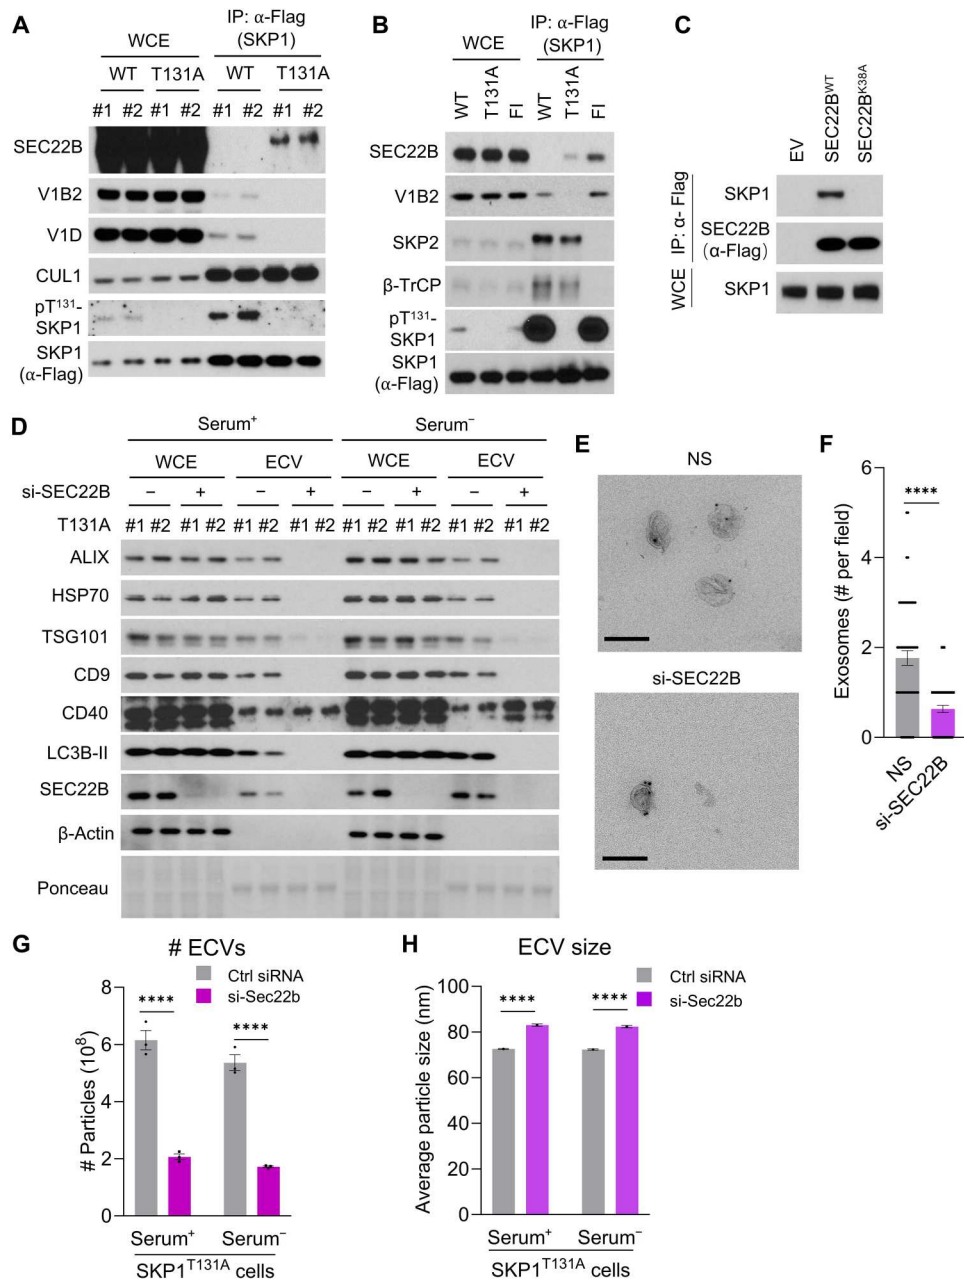 A
IP: α-Flag
(SKP1)
WCE
WT T131A WT T131A
#1 #2 #1 #2 #1 #2 #1 #2
SEC22B
V1B2
V1D
CUL1
pT131-
SKP1
SKP1
(α-Flag)
B
IP: α-Flag
(SKP1)
WCE
WT T131A FI WT T131A FI
SEC22B
V1B2
SKP2
β-TrCP
pT131-
SKP1
SKP1
(α-Flag)
C
EV SEC22BWT SEC22BK38A
IP: α- Flag
SKP1
SEC22B
(α-Flag)
WCE
SKP1
D
Serum+ Serum−
WCE ECV WCE ECV
si-SEC22B − + − + − + − +
T131A #1 #2 #1 #2 #1 #2 #1 #2 #1 #2 #1 #2 #1 #2 #1 #2
ALIX
HSP70
TSG101
CD9
CD40
LC3B-II
SEC22B
β-Actin
Ponceau
E
NS
si-SEC22B
F
Exosomes (# per field)
6
4
2
0
****
NS si-SEC22B
G
# ECVs
Ctrl siRNA
si-Sec22b
# Particles (108)
8
6
4
2
0
**** ****
Serum+ Serum−
SKP1T131A cells
H
ECV size
Ctrl siRNA
si-Sec22b
Average particle size (nm)
100
80
60
40
20
0
**** ****
Serum+ Serum−
SKP1T131A cells